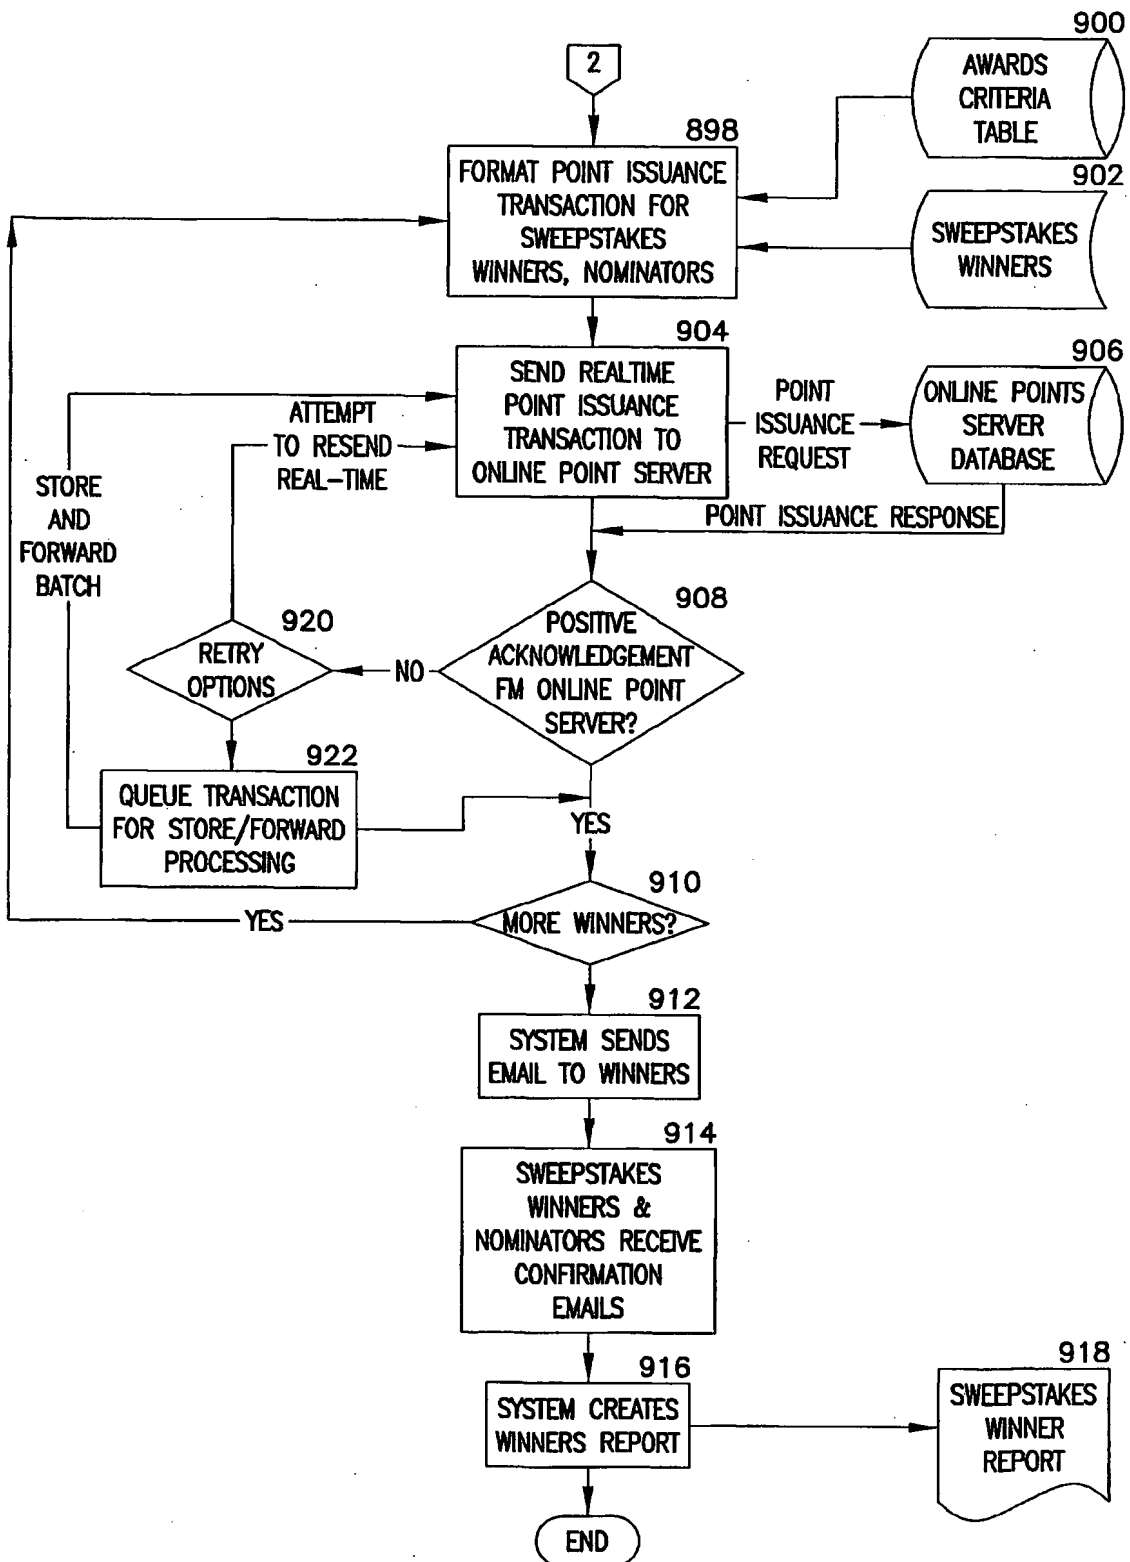 900
AWARDS
CRITERIA
TABLE
2
898
FORMAT POINT ISSUANCE
TRANSACTION FOR
SWEEPSTAKES
WINNERS, NOMINATORS
902
SWEEPSTAKES
WINNERS
904
SEND REALTIME
POINT ISSUANCE
TRANSACTION TO
ONLINE POINT SERVER
POINT
ISSUANCE
REQUEST
906
ONLINE POINTS
SERVER
DATABASE
ATTEMPT
TO RESEND
REAL-TIME
STORE
AND
FORWARD
BATCH
POINT ISSUANCE RESPONSE
908
POSITIVE
ACKNOWLEDGEMENT
FM ONLINE POINT
SERVER?
NO
920
RETRY
OPTIONS
922
QUEUE TRANSACTION
FOR STORE/FORWARD
PROCESSING
YES
910
MORE WINNERS?
YES
912
SYSTEM SENDS
EMAIL TO WINNERS
914
SWEEPSTAKES
WINNERS &
NOMINATORS RECEIVE
CONFIRMATION
EMAILS
916
SYSTEM CREATES
WINNERS REPORT
918
SWEEPSTAKES
WINNER
REPORT
END